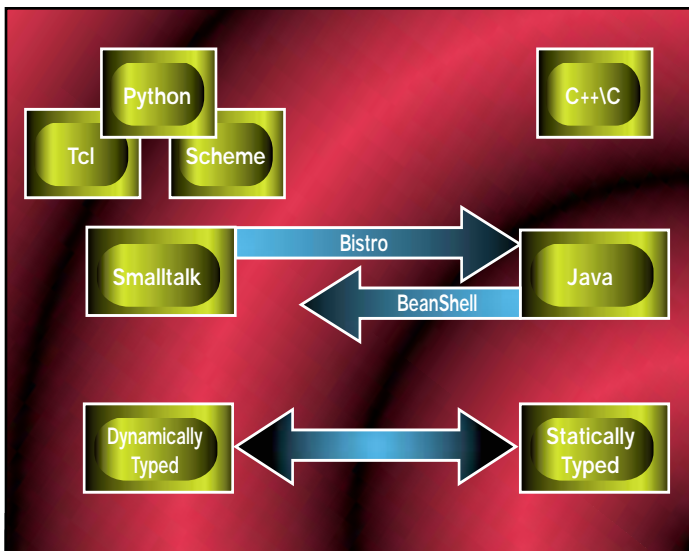 Python
C++\C
Tcl
Scheme
Bistro
Smalltalk
Java
BeanShell
Dynamically
Typed
Statically
Typed